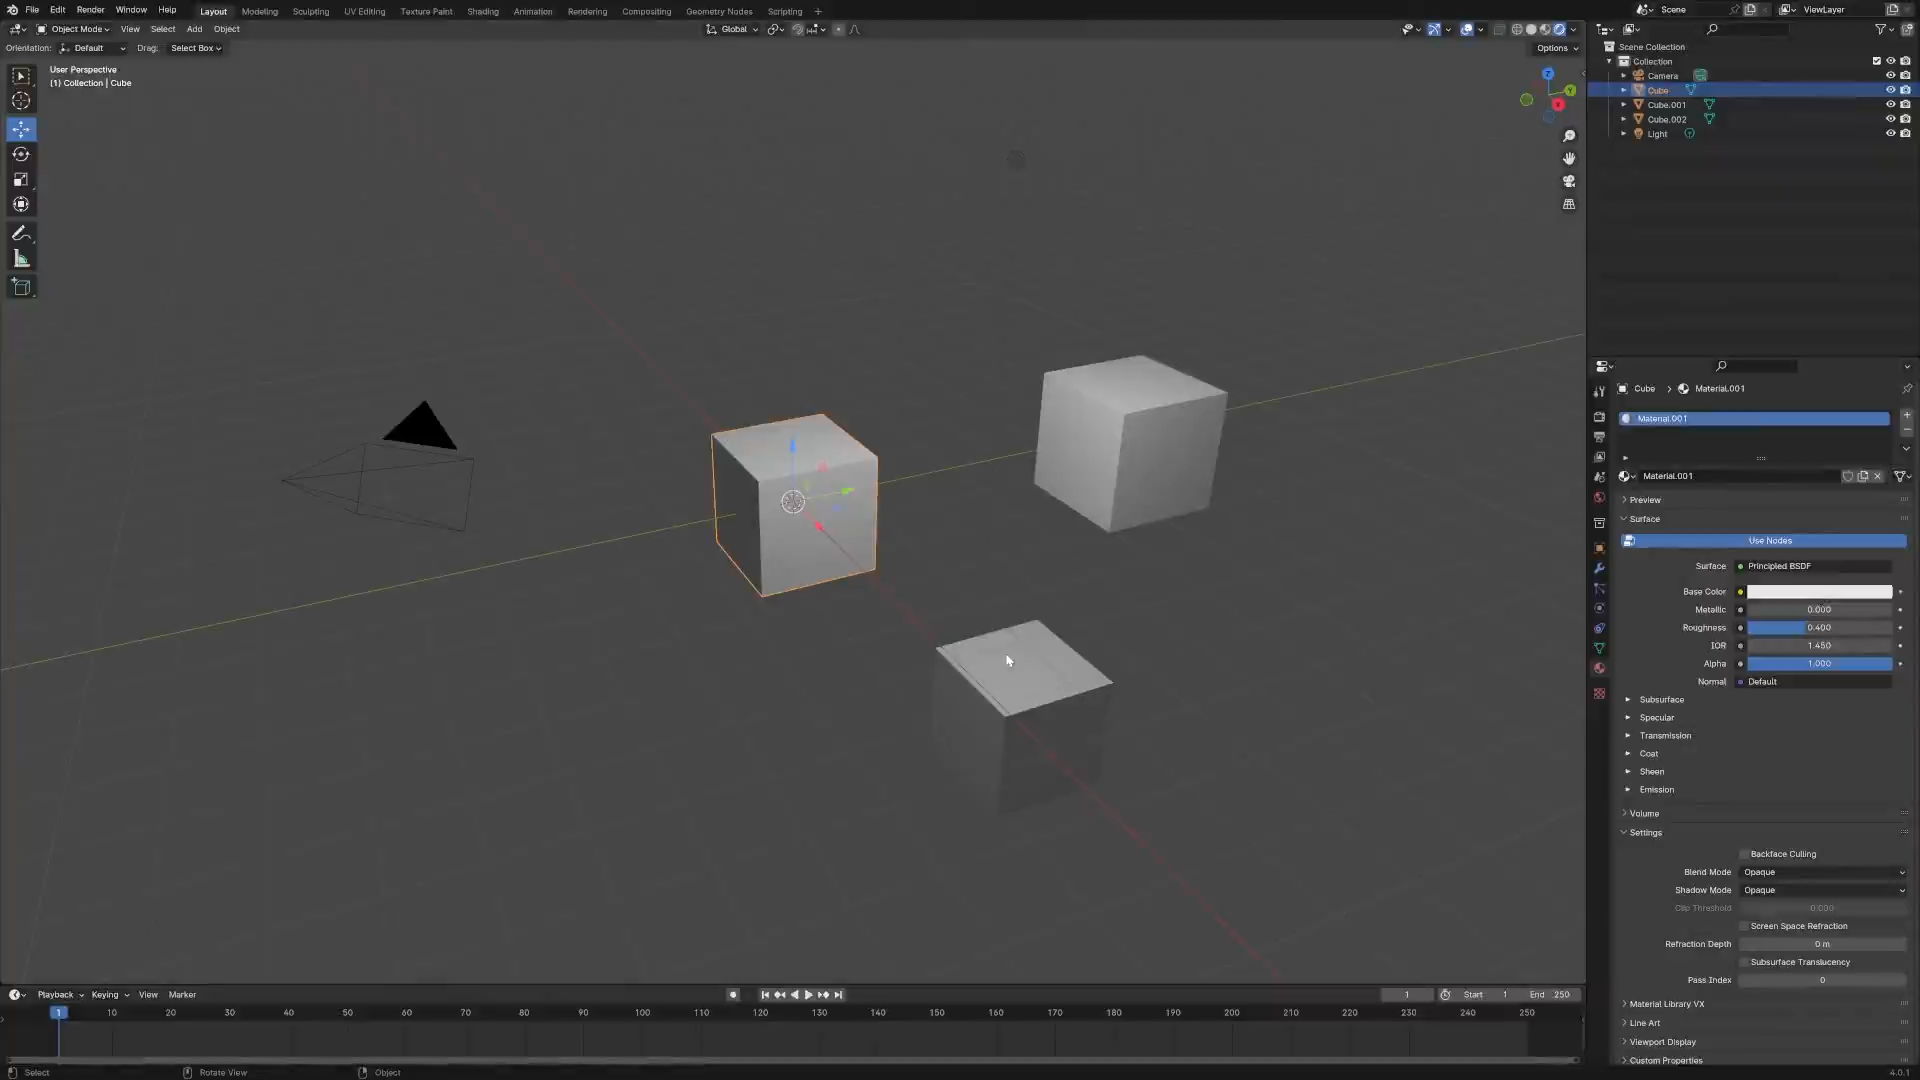 File Edit Render Window Help Layout Modeling Sculpting UV Editing Texture Paint Shading Animation Rendering Compositing Geometry Nodes Scripting + Scene ViewLayer
Object Mode View Select Add Object Global
Orientation: Default Drag: Select Box Options
User Perspective
(1) Collection | Cube
Z
Y
X
Scene Collection
Collection
Camera
Cube
Cube.001
Cube.002
Light
Cube > Material.001
Material.001
Material.001
Preview
Surface
Use Nodes
Surface Principled BSDF
Base Color
Metallic 0.000
Roughness 0.400
IOR 1.450
Alpha 1.000
Normal Default
Subsurface
Specular
Transmission
Coat
Sheen
Emission
Volume
Settings
Backface Culling
Blend Mode Opaque
Shadow Mode Opaque
Clip Threshold 0.000
Screen Space Refraction
Refraction Depth 0 m
Subsurface Translucency
Pass Index 0
Material Library VX
Line Art
Viewport Display
Custom Properties
Playback Keying View Marker 1 Start 1 End 250
1 10 20 30 40 50 60 70 80 90 100 110 120 130 140 150 160 170 180 190 200 210 220 230 240 250
Select Rotate View Object 4.0.1